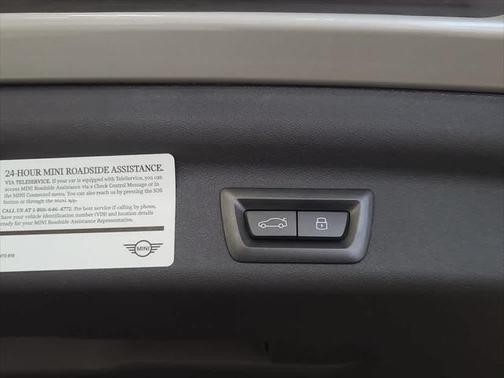 24-HOUR MINI ROADSIDE ASSISTANCE.
VIA TELESERVICE. If your car is equipped with TeleService, you can
access MINI Roadside Assistance via a Check Control Message or in
the MINI Connected menu. You can also reach us by pressing the SOS
button or through the MINI app.
CALL US AT 1-866-646-4772. For best service if calling by phone,
have your vehicle identification number (VIN) and location details
ready for your MINI Roadside Assistance Representative.
MINI